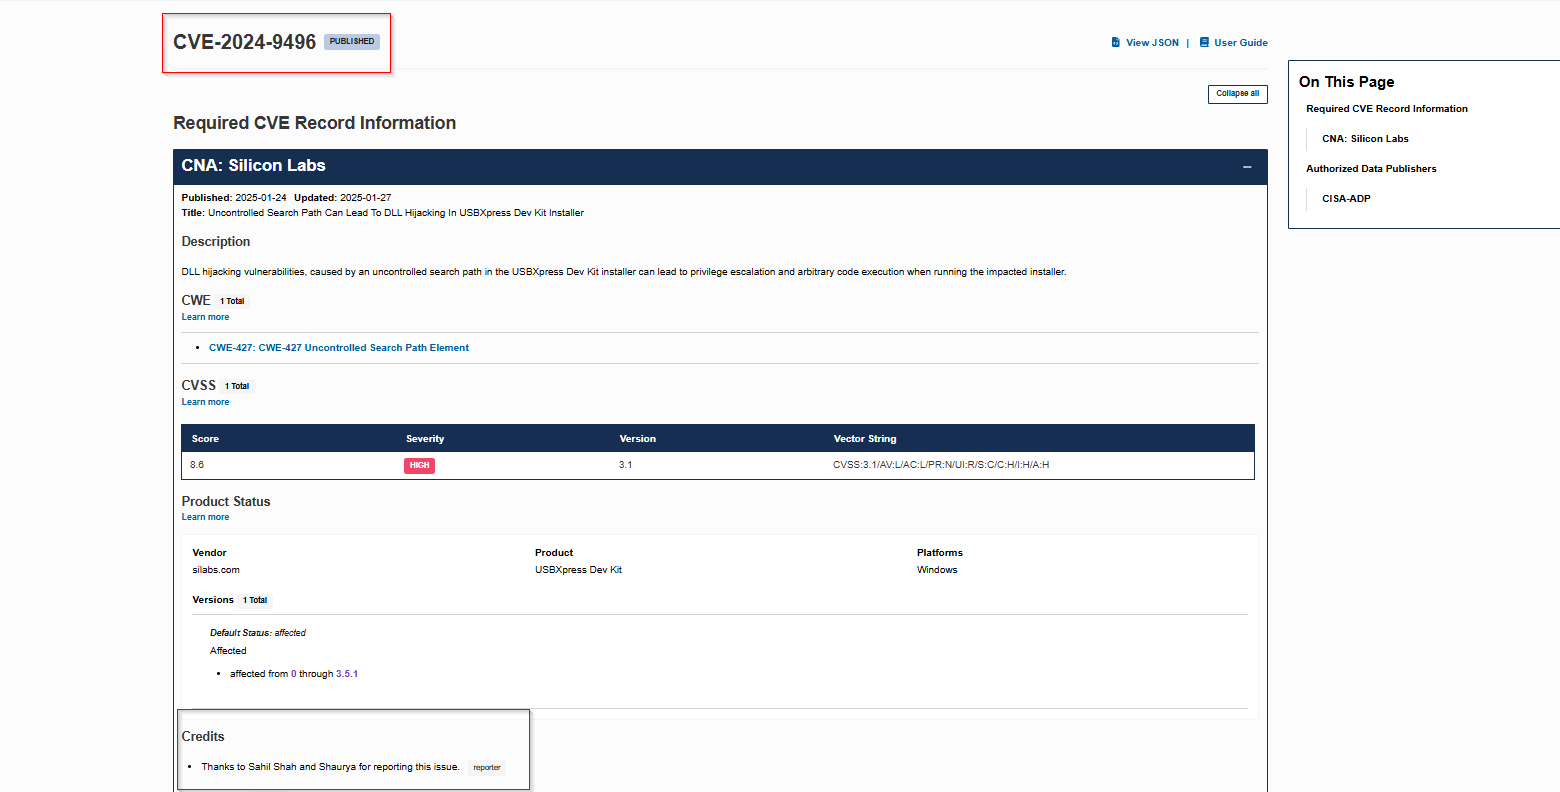 CVE-2024-9496 PUBLISHED
View JSON | User Guide
Collapse all
Required CVE Record Information
CNA: Silicon Labs
Published: 2025-01-24 Updated: 2025-01-27
Title: Uncontrolled Search Path Can Lead To DLL Hijacking In USBXpress Dev Kit Installer
Description
DLL hijacking vulnerabilities, caused by an uncontrolled search path in the USBXpress Dev Kit installer can lead to privilege escalation and arbitrary code execution when running the impacted installer.
CWE 1 Total
Learn more
• CWE-427: CWE-427 Uncontrolled Search Path Element
CVSS 1 Total
Learn more
Score Severity Version Vector String
8.6 HIGH 3.1 CVSS:3.1/AV:L/AC:L/PR:N/UI:R/S:C/C:H/I:H/A:H
Product Status
Learn more
Vendor Product Platforms
silabs.com USBXpress Dev Kit Windows
Versions 1 Total
Default Status: affected
Affected
• affected from 0 through 3.5.1
Credits
• Thanks to Sahil Shah and Shaurya for reporting this issue. reporter
On This Page
Required CVE Record Information
CNA: Silicon Labs
Authorized Data Publishers
CISA-ADP